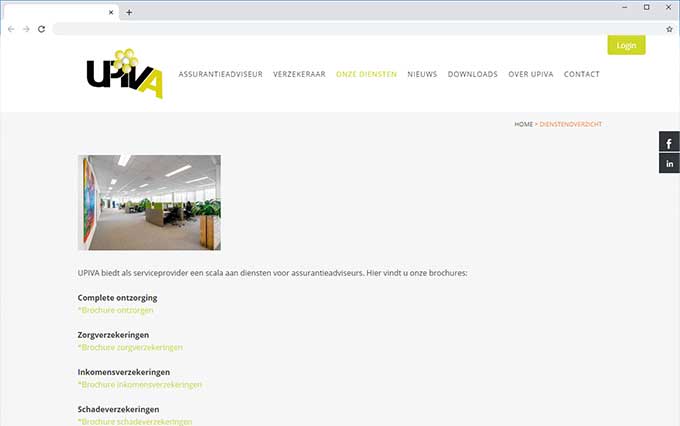 Login
UPIVA
ASSURANTIEADVISEUR VERZEKERAAR ONZE DIENSTEN NIEUWS DOWNLOADS OVER UPIVA CONTACT
HOME > DIENSTENOVERZICHT
f
in
UPIVA biedt als serviceprovider een scala aan diensten voor assurantieadviseurs. Hier vindt u onze brochures:
Complete ontzorging
*Brochure ontzorgen
Zorgverzekeringen
*Brochure zorgverzekeringen
Inkomensverzekeringen
*Brochure inkomensverzekeringen
Schadeverzekeringen
*Brochure schadeverzekeringen